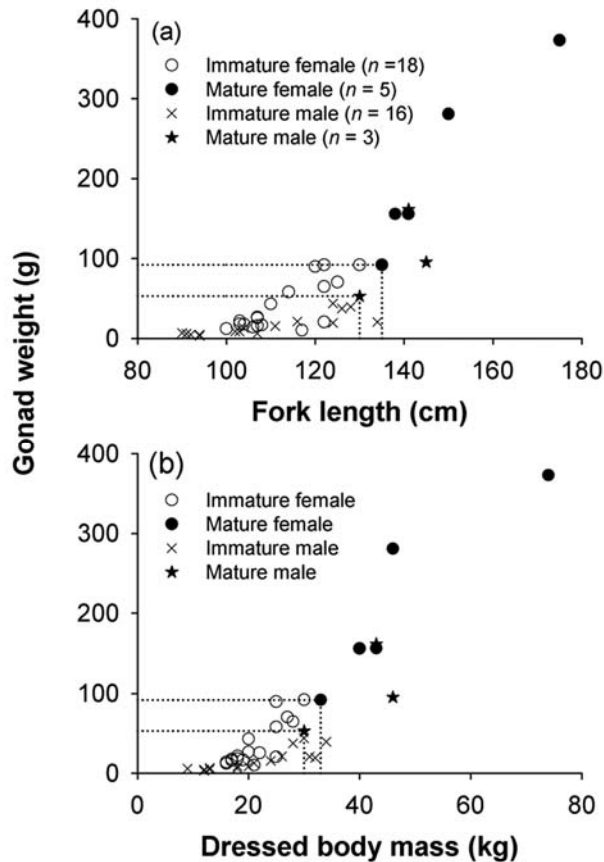 400
(a)
Immature female (n =18)
Mature female (n = 5)
300
Immature male (n = 16)
Mature male (n = 3)
200
100
0
80 100 120 140 160 180
Fork length (cm)
Gonad weight (g)
400
(b)
Immature female
Mature female
300
Immature male
Mature male
200
100
0
0 20 40 60 80
Dressed body mass (kg)